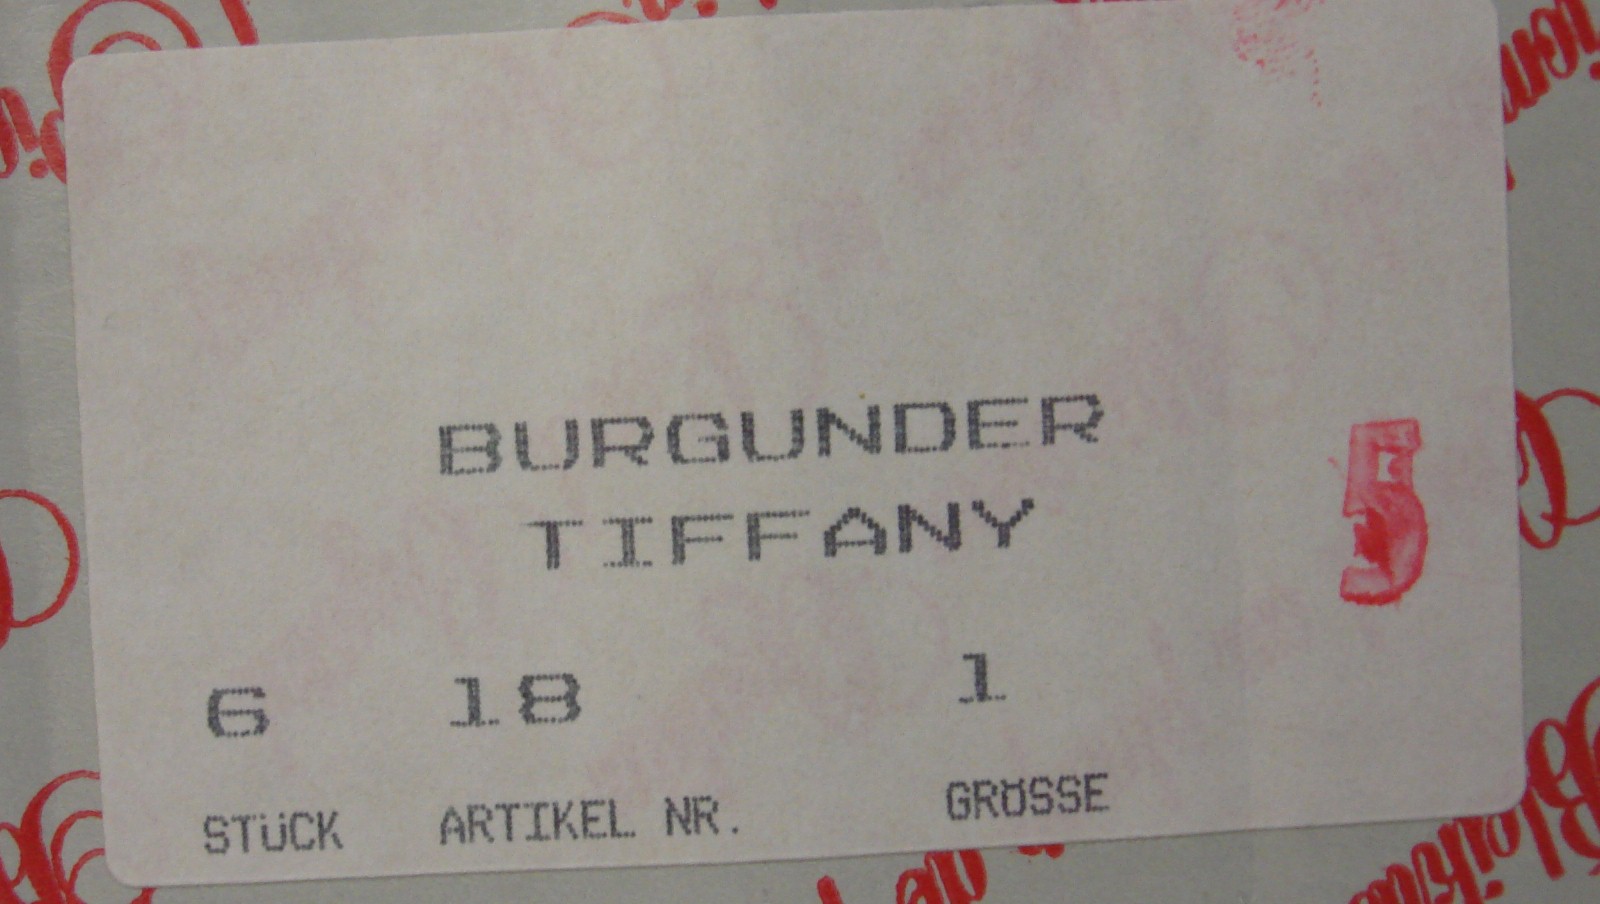 BURGUNDER
TIFFANY
5
6 18 1
STÜCK ARTIKEL NR. GRÖSSE